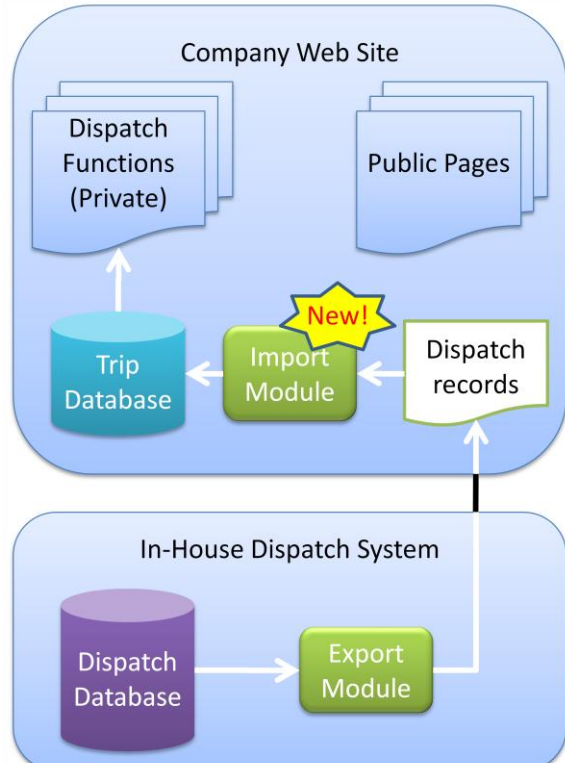 Company Web Site
Dispatch
Functions
(Private)
Public Pages
New!
Trip
Database
Import
Module
Dispatch
records
In-House Dispatch System
Dispatch
Database
Export
Module